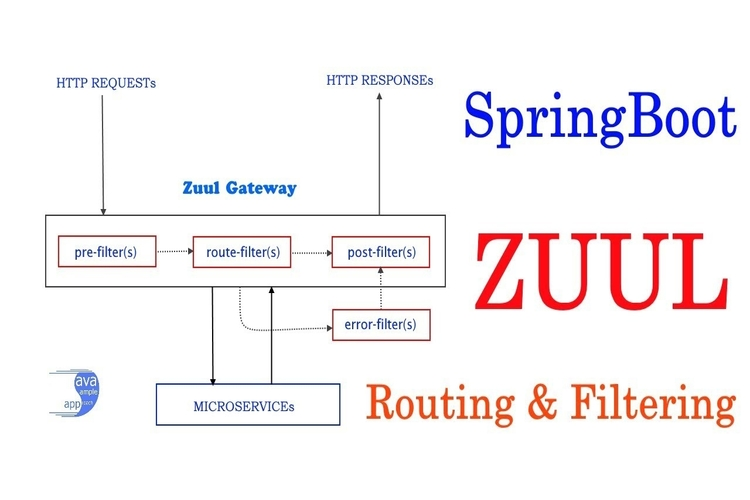 HTTP REQUESTs
HTTP RESPONSEs
SpringBoot
Zuul Gateway
pre-filter(s)
route-filter(s)
post-filter(s)
ZUUL
error-filter(s)
ava
app
MICROSERVICEs
Routing & Filtering